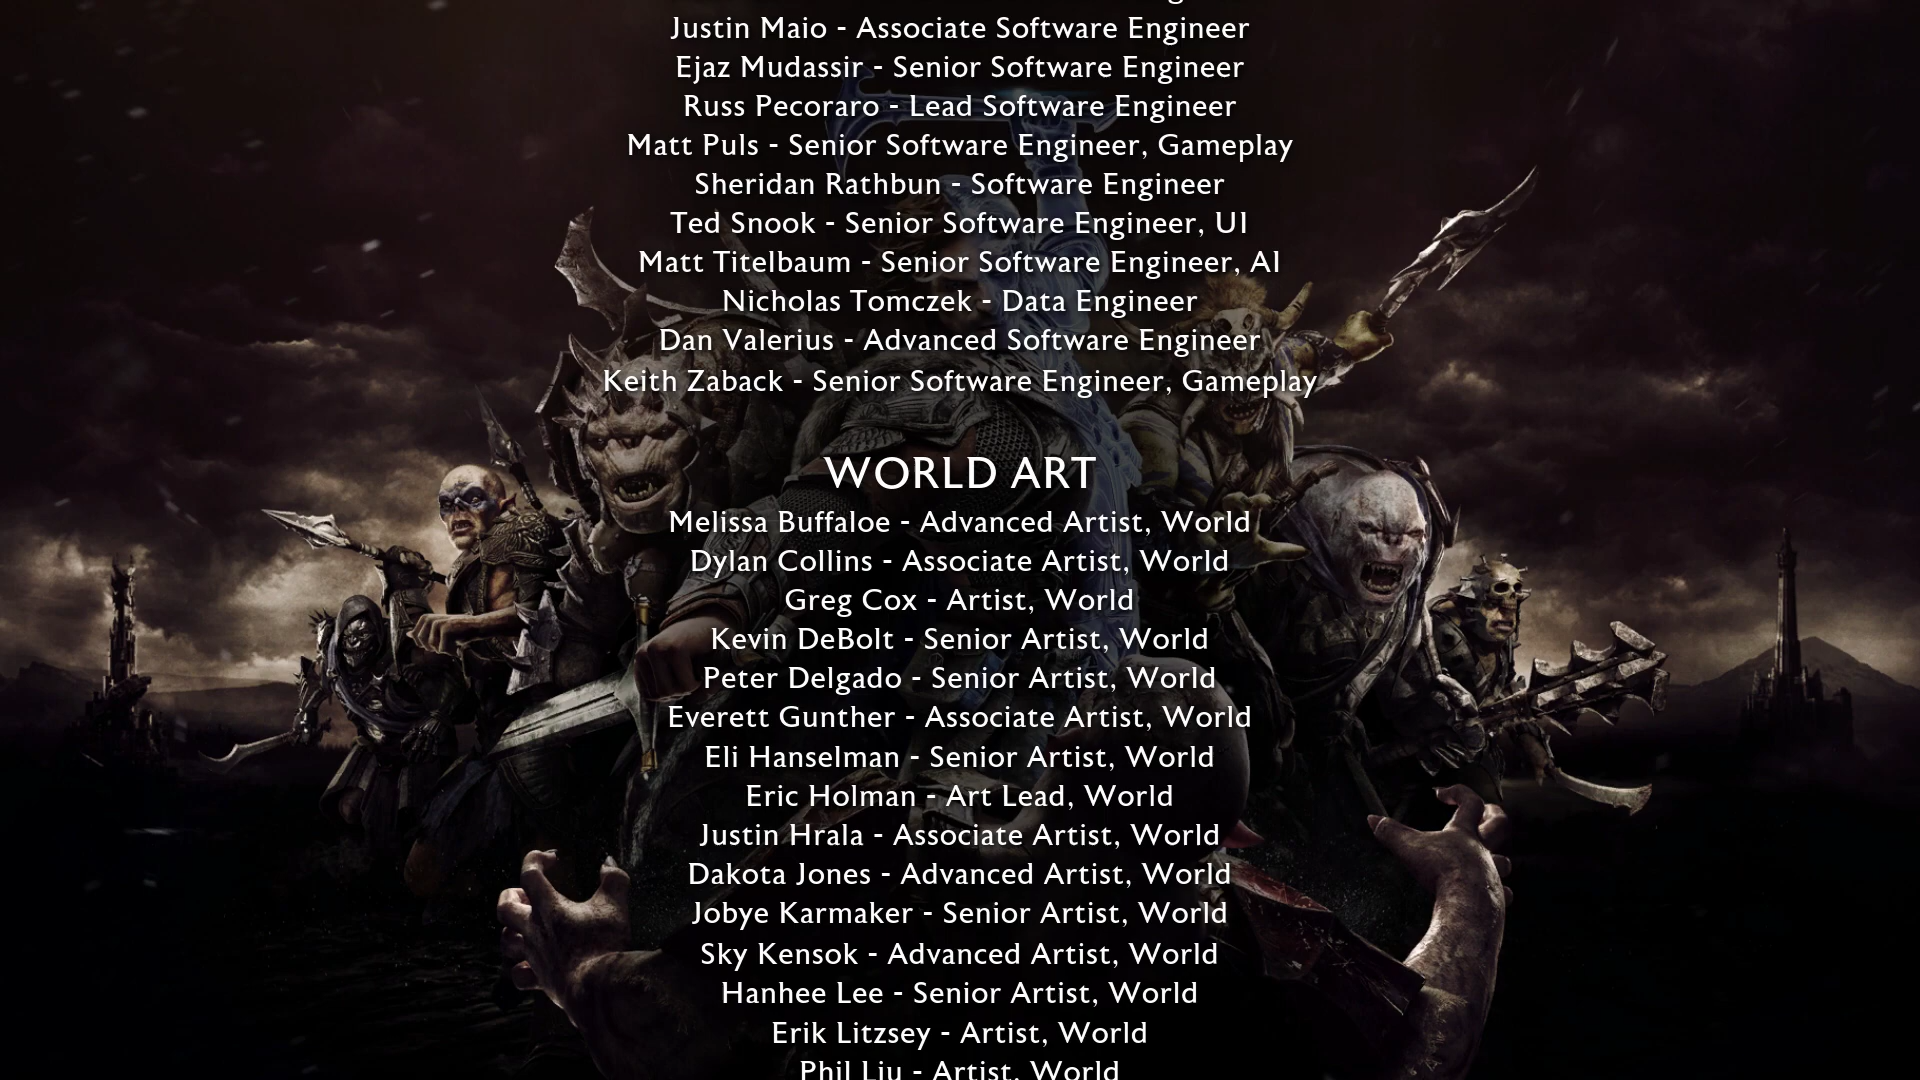 Justin Maio - Associate Software Engineer
Ejaz Mudassir - Senior Software Engineer
Russ Pecoraro - Lead Software Engineer
Matt Puls - Senior Software Engineer, Gameplay
Sheridan Rathbun - Software Engineer
Ted Snook - Senior Software Engineer, UI
Matt Titelbaum - Senior Software Engineer, AI
Nicholas Tomczek - Data Engineer
Dan Valerius - Advanced Software Engineer
Keith Zaback - Senior Software Engineer, Gameplay
WORLD ART
Melissa Buffaloe - Advanced Artist, World
Dylan Collins - Associate Artist, World
Greg Cox - Artist, World
Kevin DeBolt - Senior Artist, World
Peter Delgado - Senior Artist, World
Everett Gunther - Associate Artist, World
Eli Hanselman - Senior Artist, World
Eric Holman - Art Lead, World
Justin Hrala - Associate Artist, World
Dakota Jones - Advanced Artist, World
Jobye Karmaker - Senior Artist, World
Sky Kensok - Advanced Artist, World
Hanhee Lee - Senior Artist, World
Erik Litzsey - Artist, World
Phil Liu - Artist, World